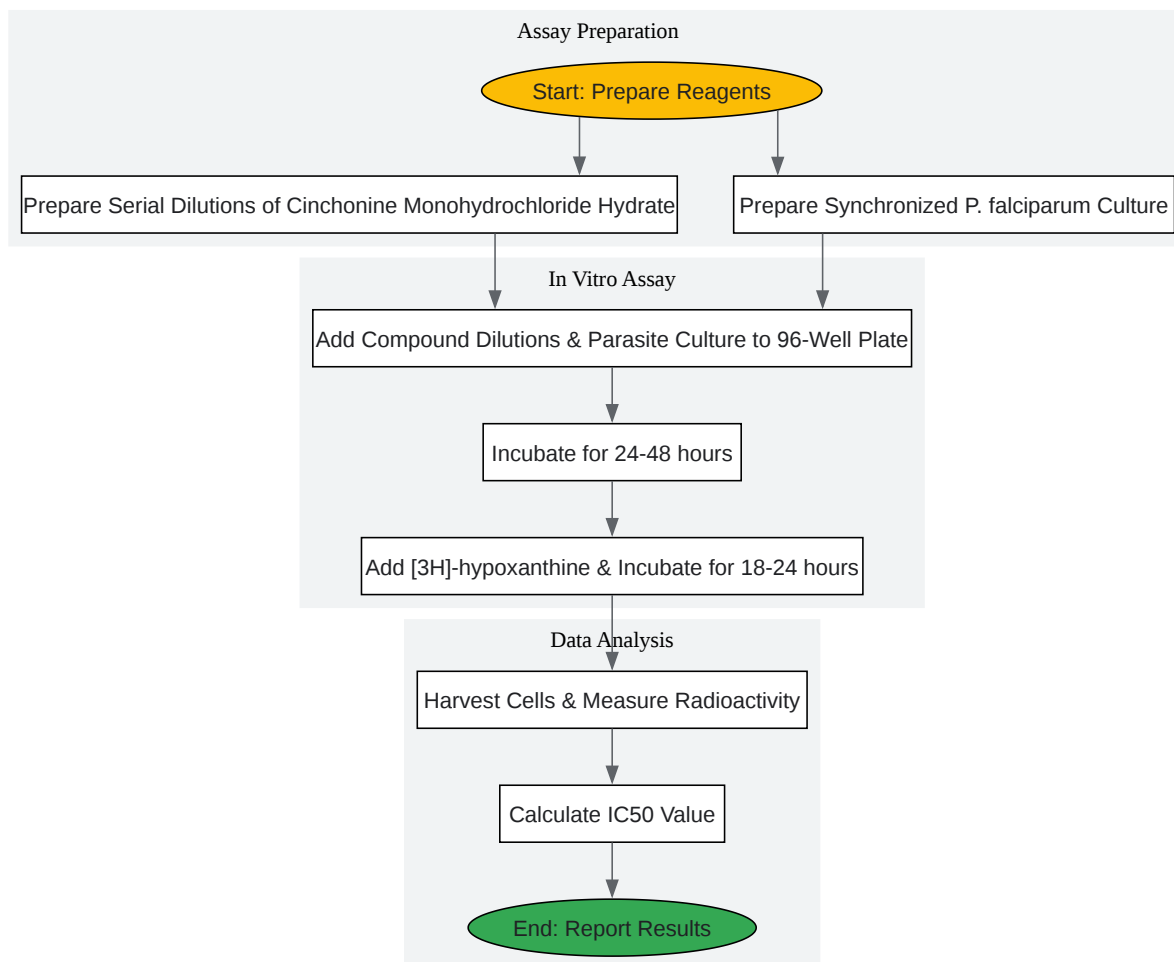 Assay Preparation
Start: Prepare Reagents
Prepare Serial Dilutions of Cinchonine Monohydrochloride Hydrate
Prepare Synchronized P. falciparum Culture
In Vitro Assay
Add Compound Dilutions & Parasite Culture to 96-Well Plate
Incubate for 24-48 hours
Add [3H]-hypoxanthine & Incubate for 18-24 hours
Data Analysis
Harvest Cells & Measure Radioactivity
Calculate IC50 Value
End: Report Results